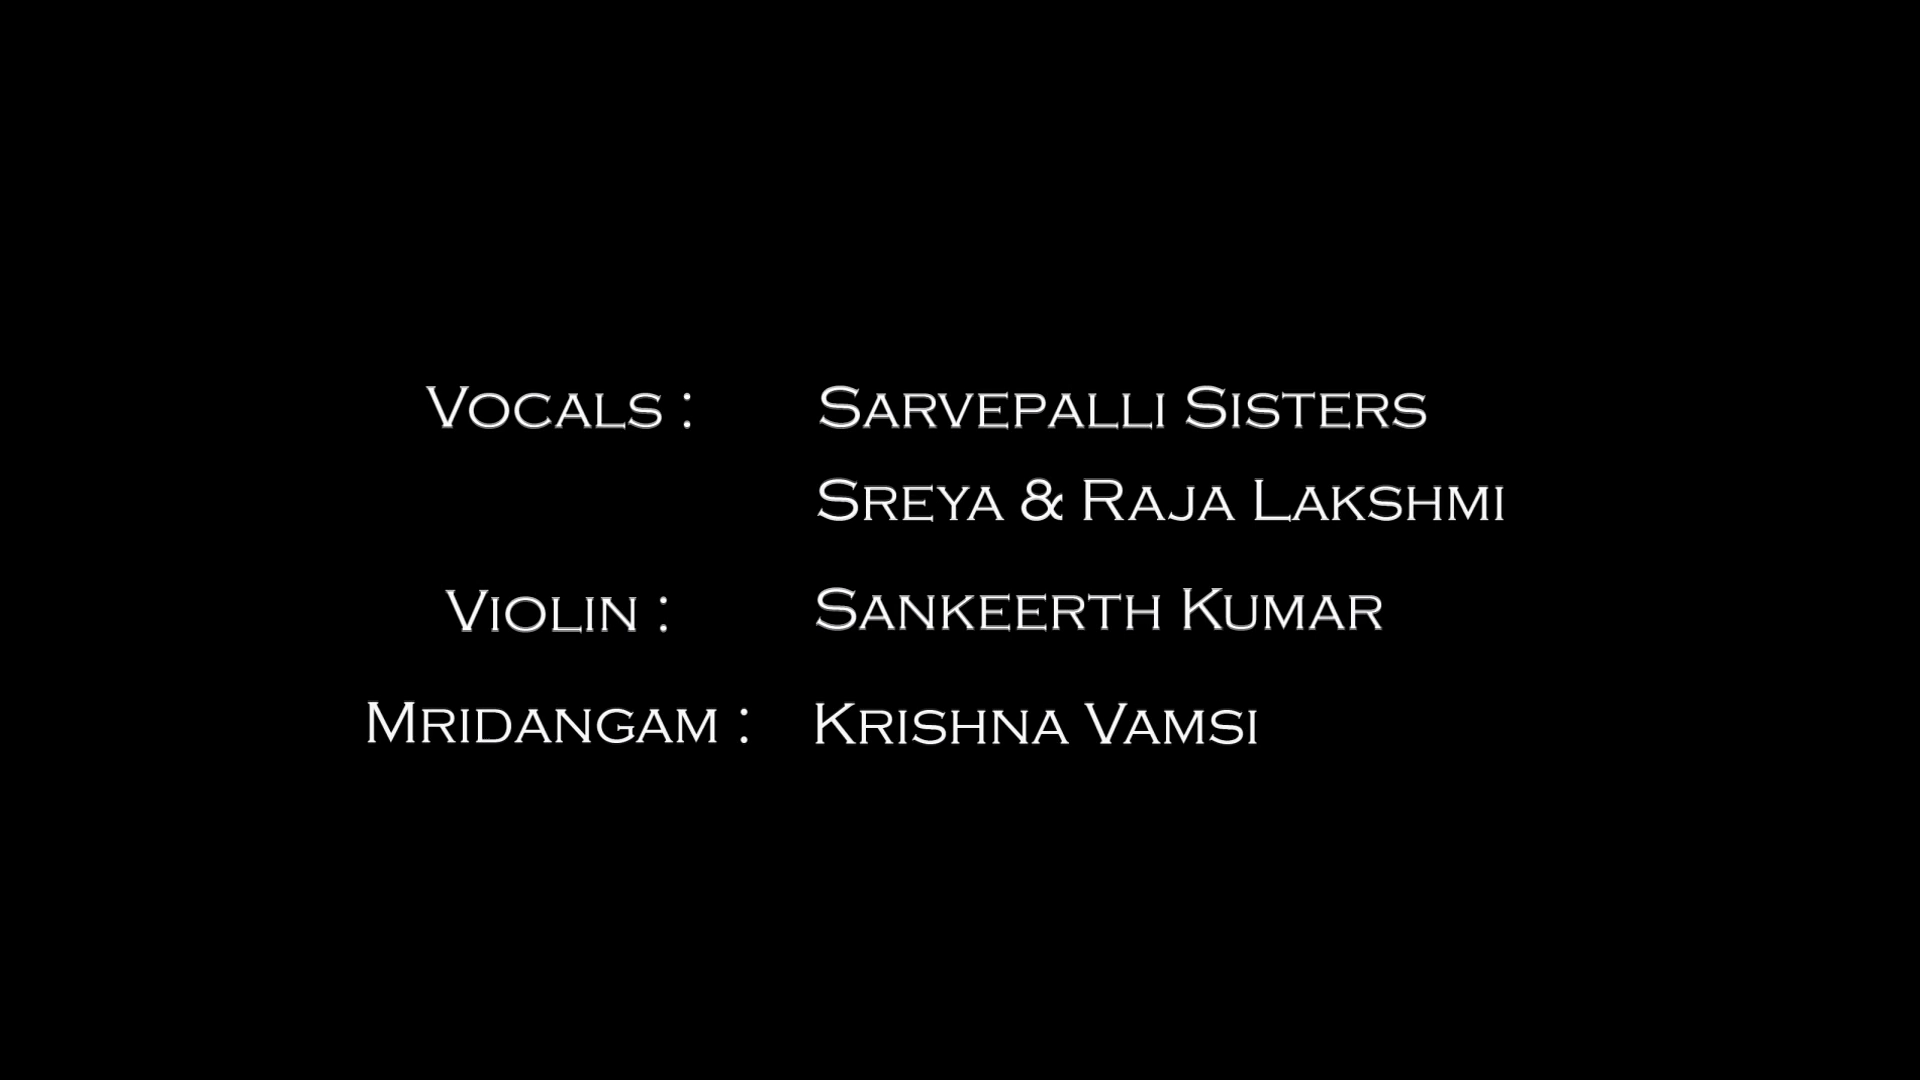 Vocals : Sarvepalli Sisters
Sreya & Raja Lakshmi
Violin : Sankeerth Kumar
Mridangam : Krishna Vamsi